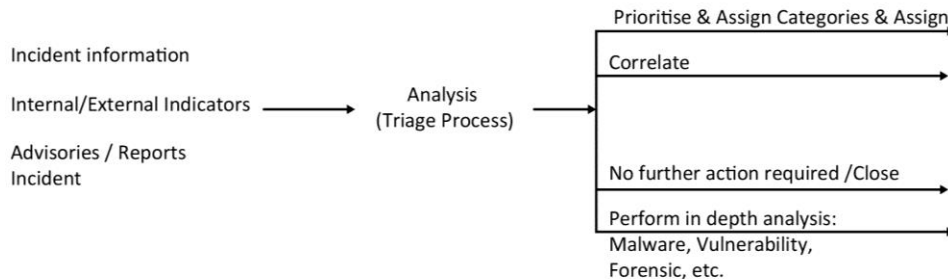 Incident information
Internal/External Indicators
Advisories / Reports
Incident
Analysis
(Triage Process)
Prioritise & Assign Categories & Assign
Correlate
No further action required /Close
Perform in depth analysis:
Malware, Vulnerability,
Forensic, etc.